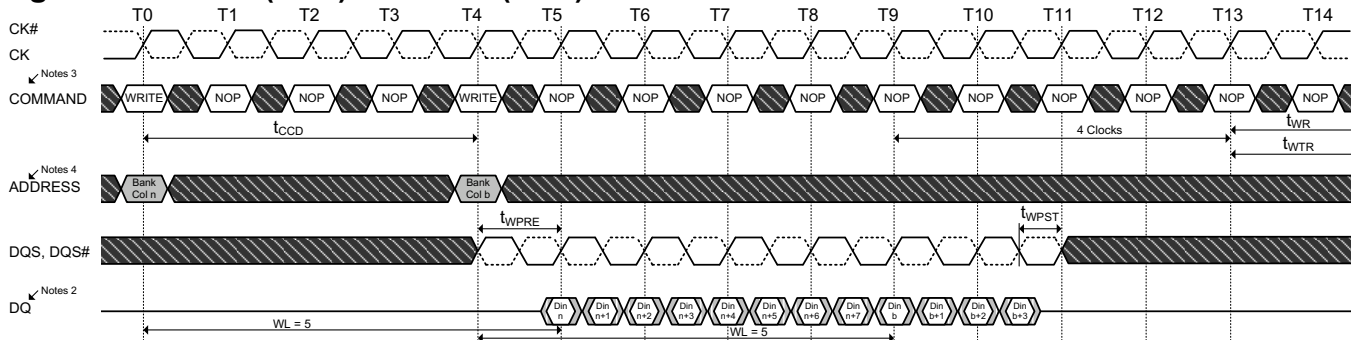 T0 T1 T2 T3 T4 T5 T6 T7 T8 T9 T10 T11 T12 T13 T14
CK#
CK
Notes 3
COMMAND WRITE NOP NOP NOP WRITE NOP NOP NOP NOP NOP NOP NOP NOP NOP NOP
tCCD 4 Clocks tWR
tWTR
Notes 4
ADDRESS Bank Col n Bank Col b
tWPRE tWPST
DQS, DQS#
Notes 2
DQ Din n Din n+1 Din n+2 Din n+3 Din n+4 Din n+5 Din n+6 Din n+7 Din b Din b+1 Din b+2 Din b+3
WL = 5 WL = 5